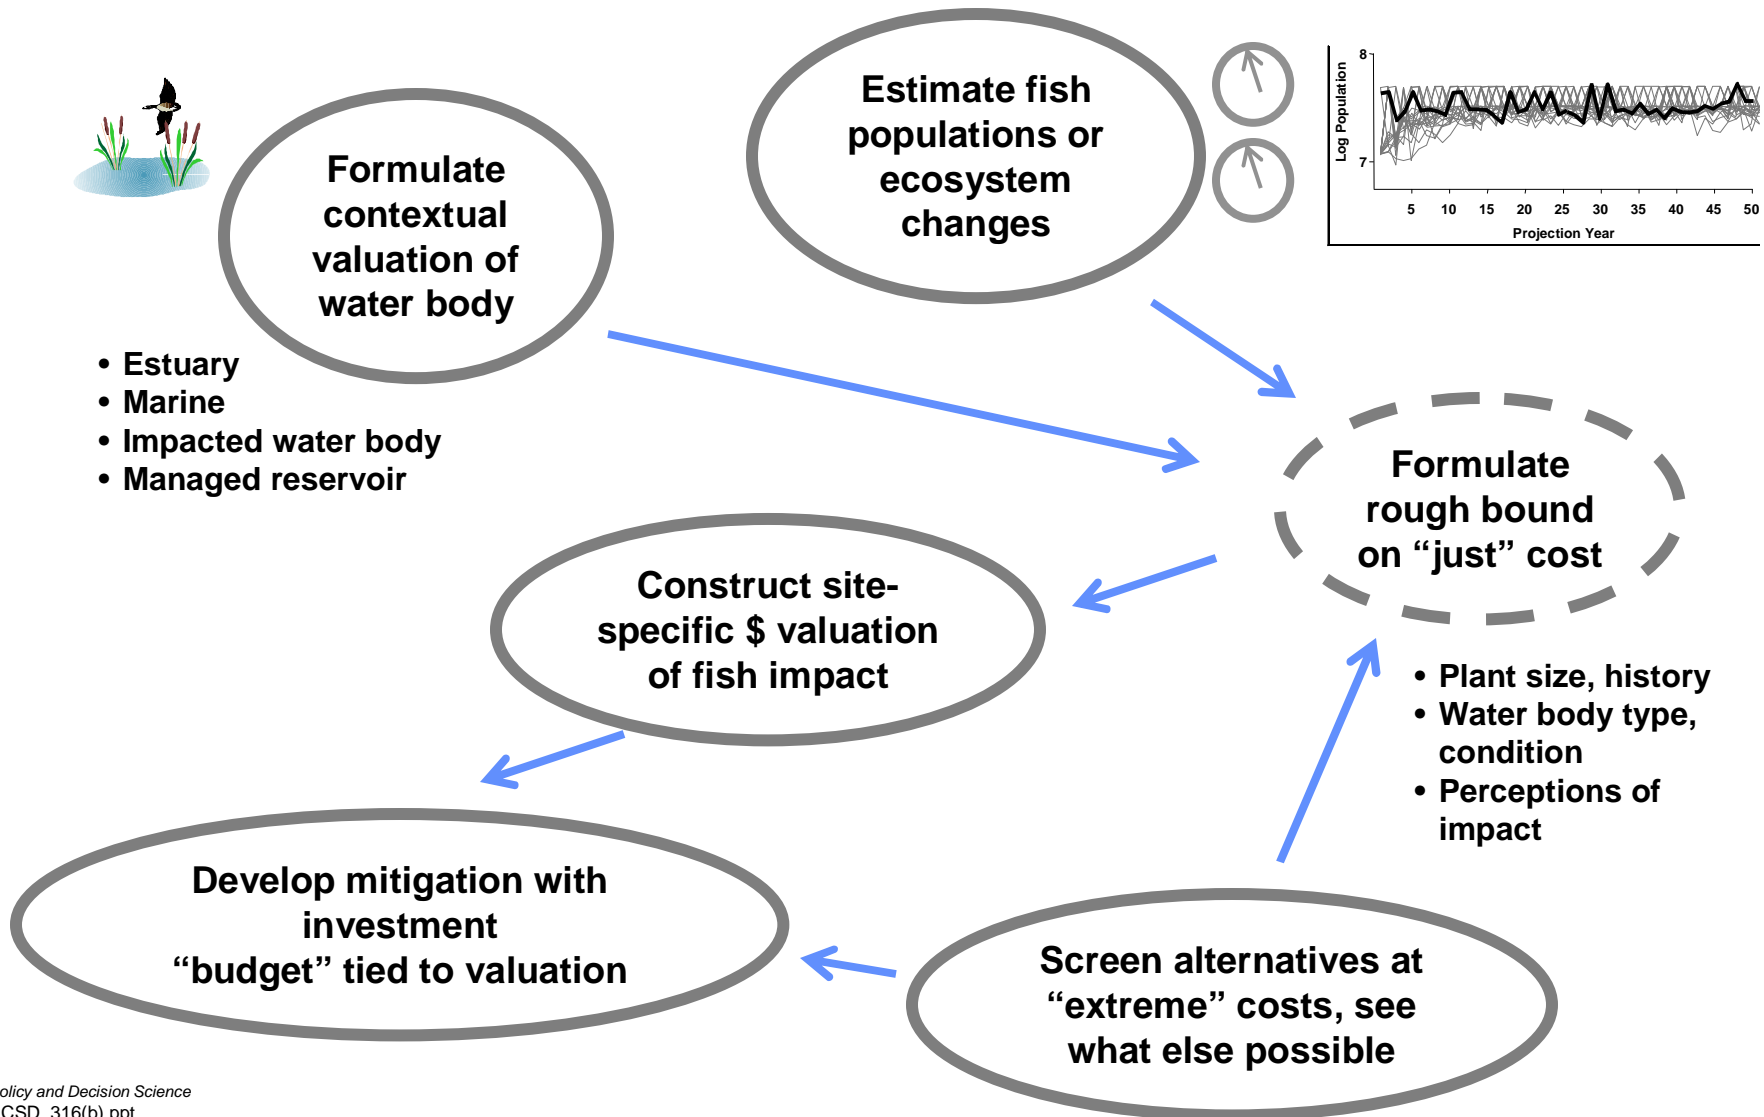 Formulate
contextual
valuation of
water body
• Estuary
• Marine
• Impacted water body
• Managed reservoir
Estimate fish
populations or
ecosystem
changes
Log Population
8
7
5 10 15 20 25 30 35 40 45 50
Projection Year
Formulate
rough bound
on “just” cost
• Plant size, history
• Water body type,
condition
• Perceptions of
impact
Construct site-
specific $ valuation
of fish impact
Develop mitigation with
investment
“budget” tied to valuation
Screen alternatives at
“extreme” costs, see
what else possible
olicy and Decision Science
CSD_316(b).ppt